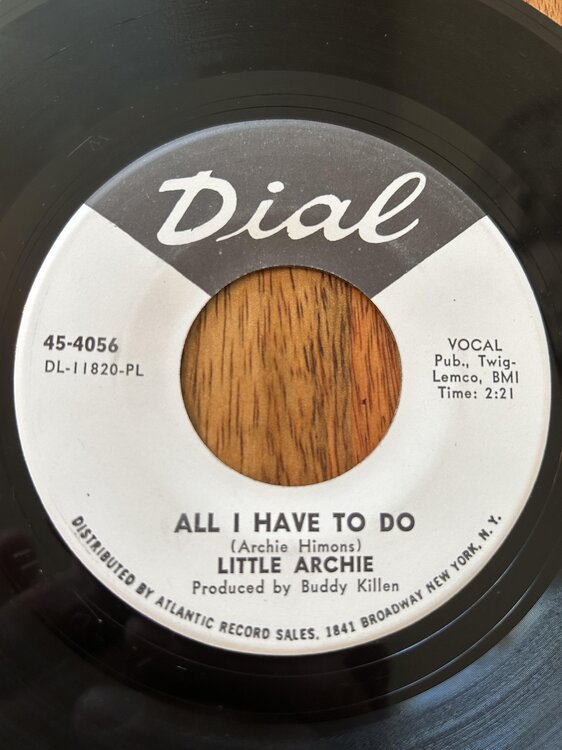 Dial
45-4056
DL-11820-PL
VOCAL
Pub., Twig-
Lemco, BMI
Time: 2:21
ALL I HAVE TO DO
(Archie Himons)
LITTLE ARCHIE
Produced by Buddy Killen
DISTRIBUTED BY ATLANTIC RECORD SALES, 1841 BROADWAY NEW YORK, N. Y.